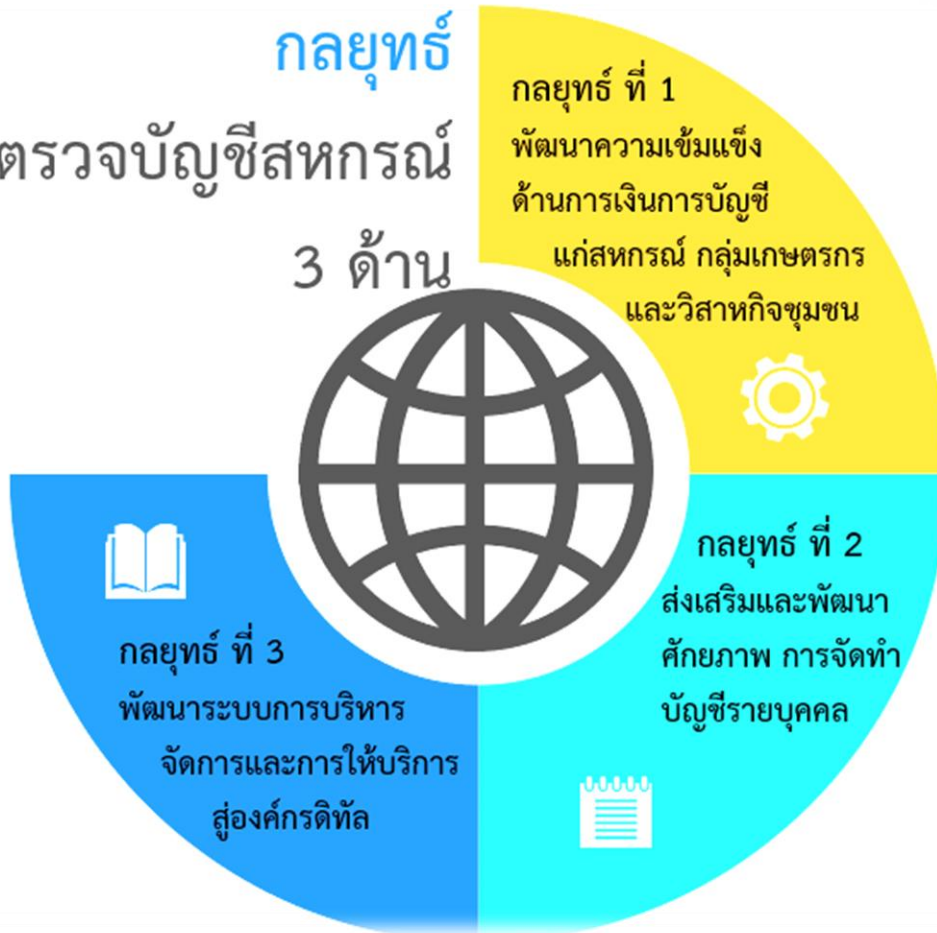 กลยุทธ์
ตรวจบัญชีสหกรณ์
3 ด้าน
กลยุทธ์ ที่ 1
พัฒนาความเข้มแข็ง
ด้านการเงินการบัญชี
แก่สหกรณ์ กลุ่มเกษตรกร
และวิสาหกิจชุมชน
กลยุทธ์ ที่ 2
ส่งเสริมและพัฒนา
ศักยภาพ การจัดทำ
บัญชีรายบุคคล
กลยุทธ์ ที่ 3
พัฒนาระบบการบริหาร
จัดการและการให้บริการ
สู่องค์กรดิทัล